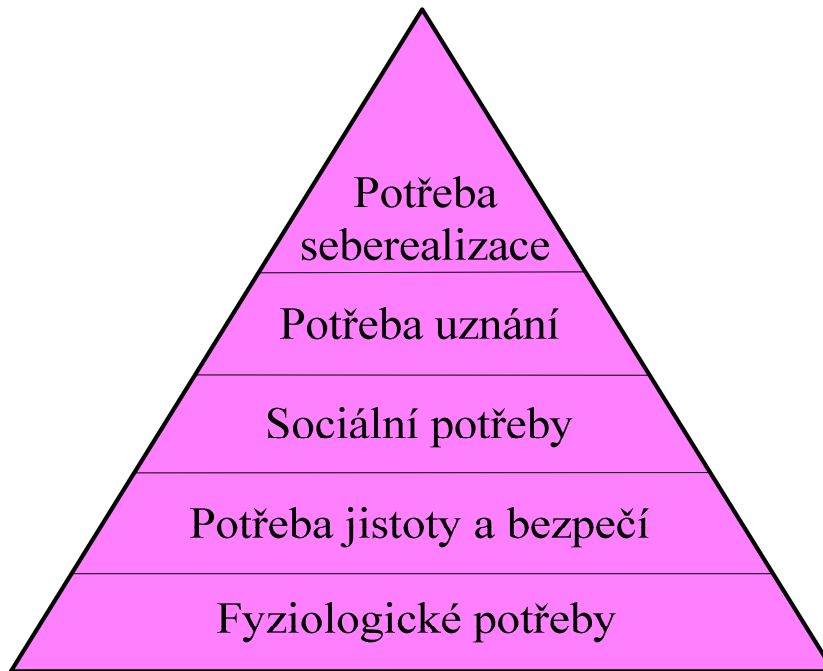 Potřeba
seberealizace
Potřeba uznání
Sociální potřeby
Potřeba jistoty a bezpečí
Fyziologické potřeby